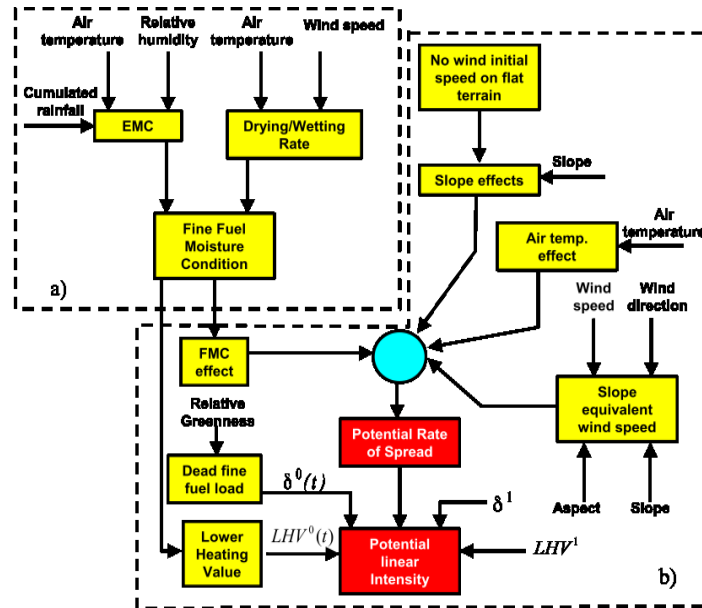 Air
temperature
Relative
humidity
Air
temperature
Wind speed
Cumulated
rainfall
EMC
Drying/Wetting
Rate
Fine Fuel
Moisture
Condition
a)
No wind initial
speed on flat
terrain
Slope effects
Slope
Air temp.
effect
Air
temperature
Wind
speed
Wind
direction
FMC
effect
Slope
equivalent
wind speed
Aspect
Slope
Relative
Greenness
Potential Rate
of Spread
Dead fine
fuel load
δ⁰(t)
δ¹
Lower
Heating
Value
LHV⁰(t)
Potential
linear
Intensity
LHV¹
b)